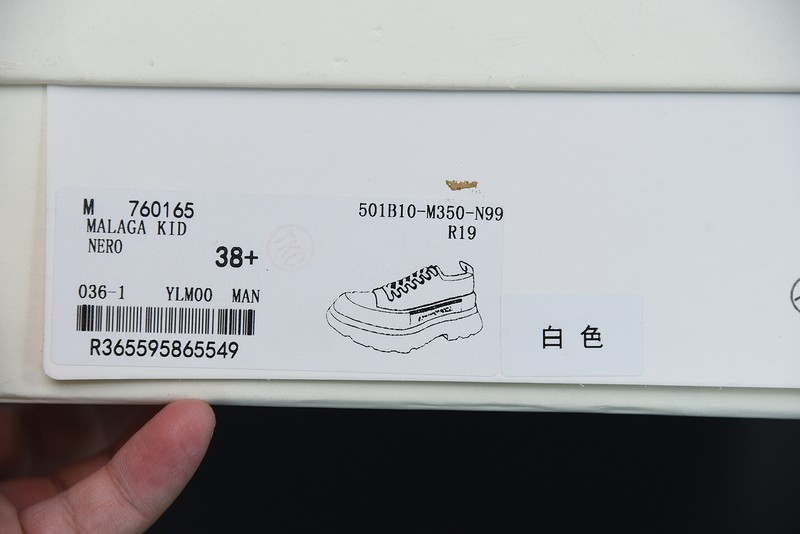 M 760165
MALAGA KID
NERO
38+
036-1 YLM00 MAN
R365595865549
501B10-M350-N99
R19
白色